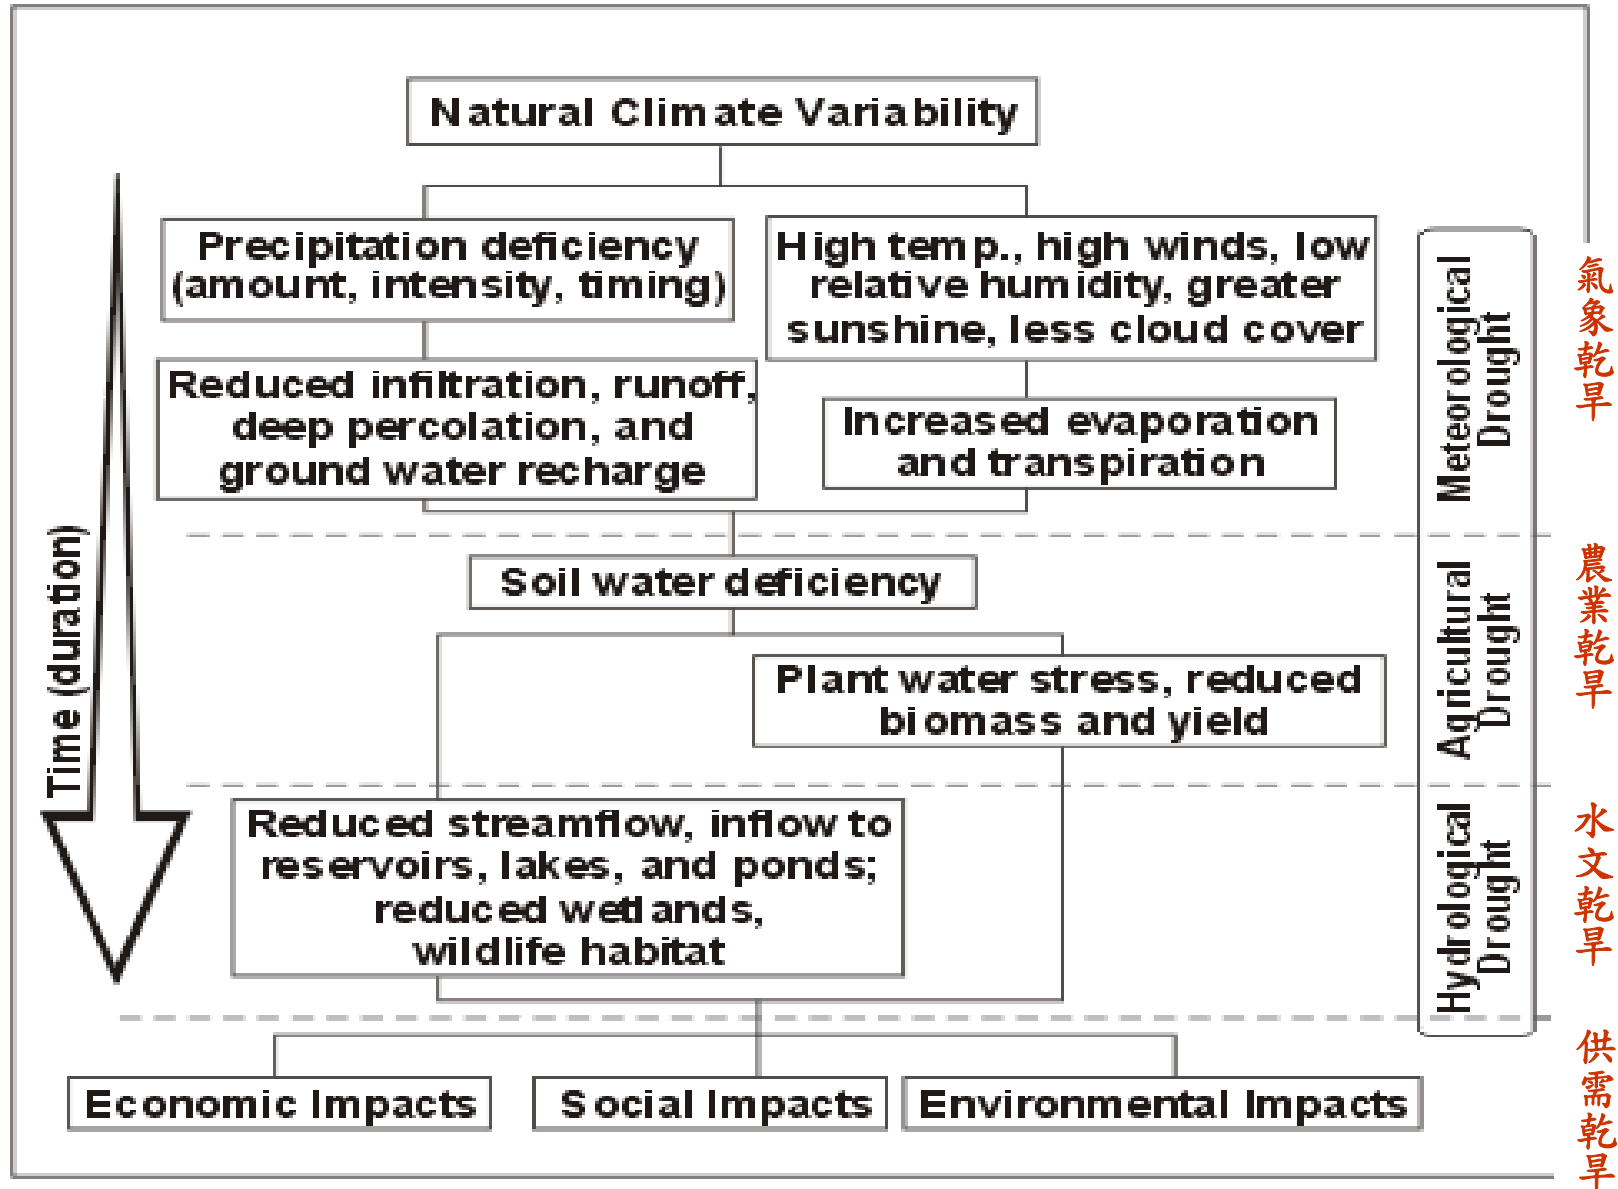 Natural Climate Variability
Precipitation deficiency
(amount, intensity, timing)
High temp., high winds, low
relative humidity, greater
sunshine, less cloud cover
Reduced infiltration, runoff,
deep percolation, and
ground water recharge
Increased evaporation
and transpiration
Soil water deficiency
Plant water stress, reduced
biomass and yield
Reduced streamflow, inflow to
reservoirs, lakes, and ponds;
reduced wetlands,
wildlife habitat
Economic Impacts
Social Impacts
Environmental Impacts
Time (duration)
Meteorological
Drought
Agricultural
Drought
Hydrological
Drought
氣象乾旱
農業乾旱
水文乾旱
供需乾旱